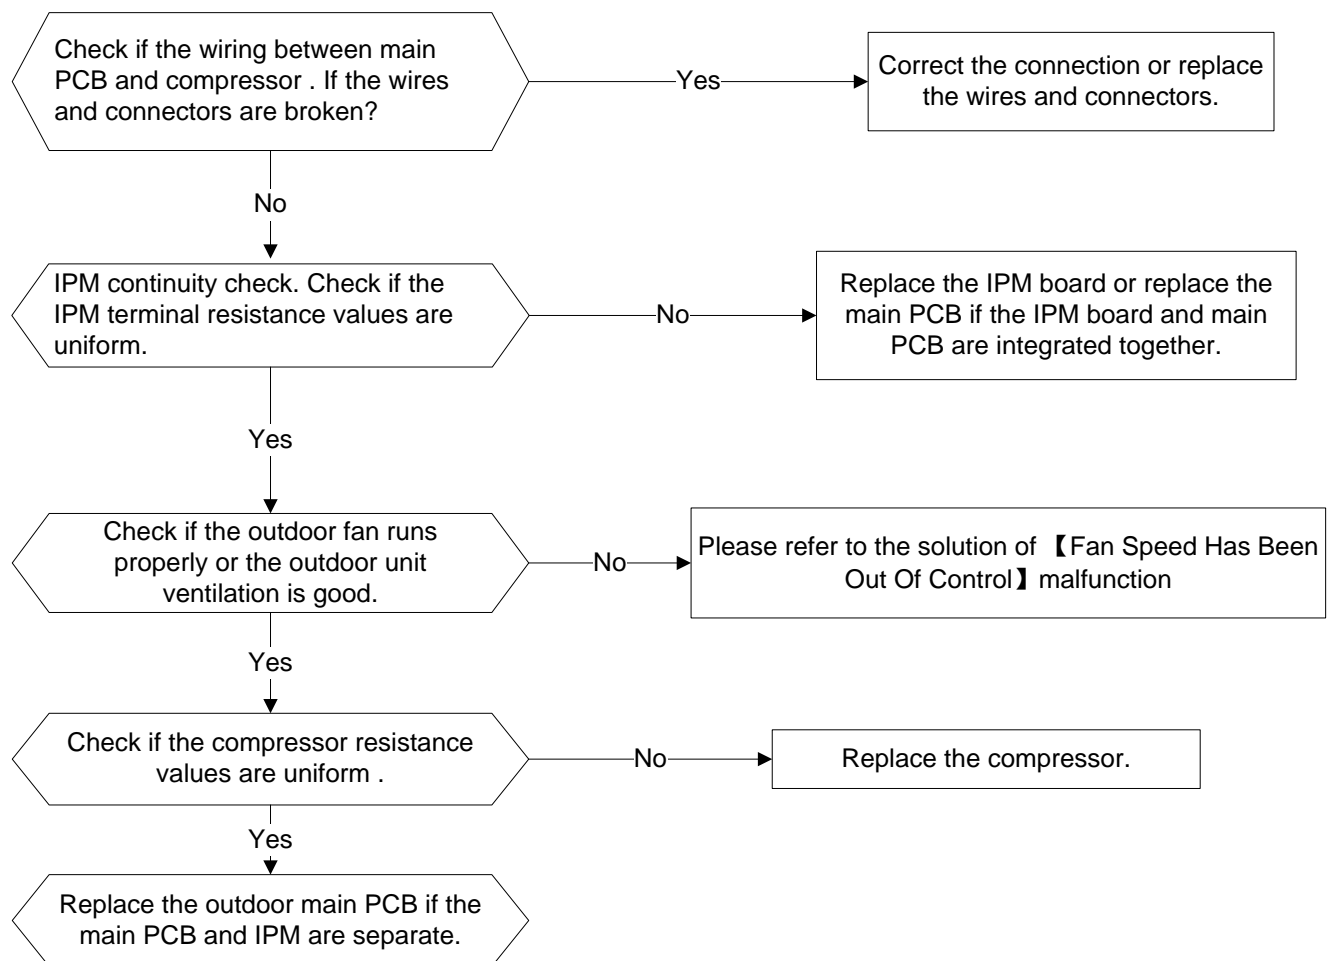 Check if the wiring between main
PCB and compressor . If the wires
and connectors are broken?
Yes
Correct the connection or replace
the wires and connectors.
No
IPM continuity check. Check if the
IPM terminal resistance values are
uniform.
No
Replace the IPM board or replace the
main PCB if the IPM board and main
PCB are integrated together.
Yes
Check if the outdoor fan runs
properly or the outdoor unit
ventilation is good.
No
Please refer to the solution of 【Fan Speed Has Been
Out Of Control】malfunction
Yes
Check if the compressor resistance
values are uniform .
No
Replace the compressor.
Yes
Replace the outdoor main PCB if the
main PCB and IPM are separate.